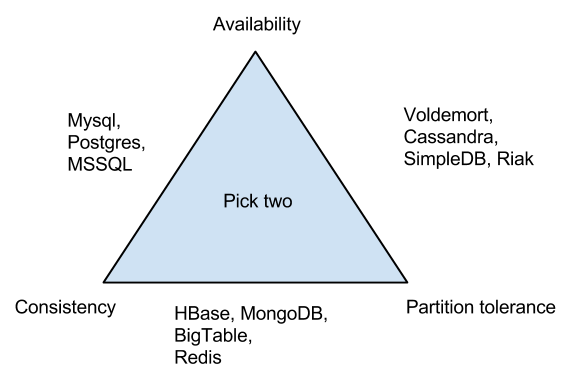 Availability
Mysql,
Postgres,
MSSQL
Voldemort,
Cassandra,
SimpleDB, Riak
Pick two
Consistency
HBase, MongoDB,
BigTable,
Redis
Partition tolerance